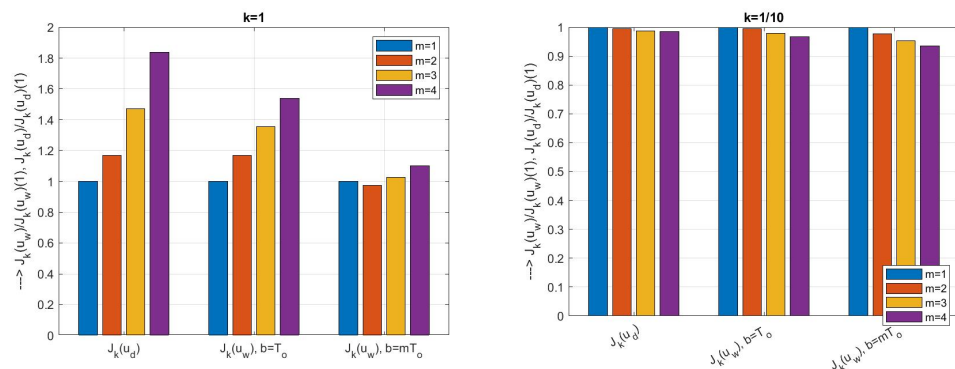 k=1
2
1.8
1.6
1.4
1.2
1
0.8
0.6
0.4
0.2
0
---> J_k(u_w)/J_k(u_w)(1), J_k(u_d)/J_k(u_d)(1)
m=1
m=2
m=3
m=4
J_k(u_d)
J_k(u_w), b=T_o
J_k(u_w), b=mT_o
k=1/10
1
0.9
0.8
0.7
0.6
0.5
0.4
0.3
0.2
0.1
0
---> J_k(u_w)/J_k(u_w)(1), J_k(u_d)/J_k(u_d)(1)
m=1
m=2
m=3
m=4
J_k(u_d)
J_k(u_w), b=T_o
J_k(u_w), b=mT_o